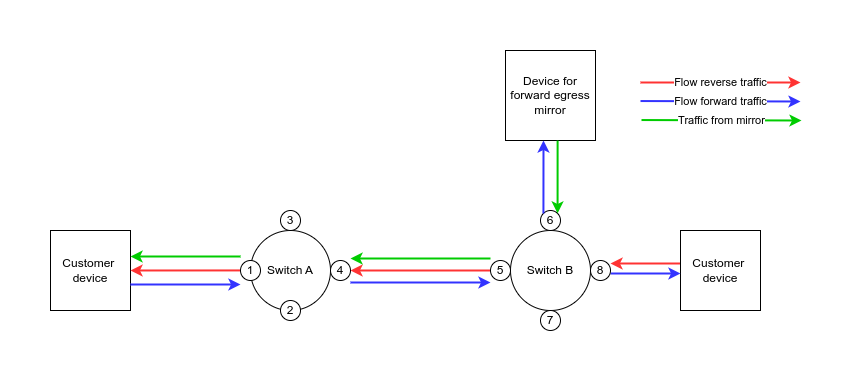 Device for
forward egress
mirror
Flow reverse traffic
Flow forward traffic
Traffic from mirror
3
6
Customer
device
1
Switch A
4
5
Switch B
8
Customer
device
2
7